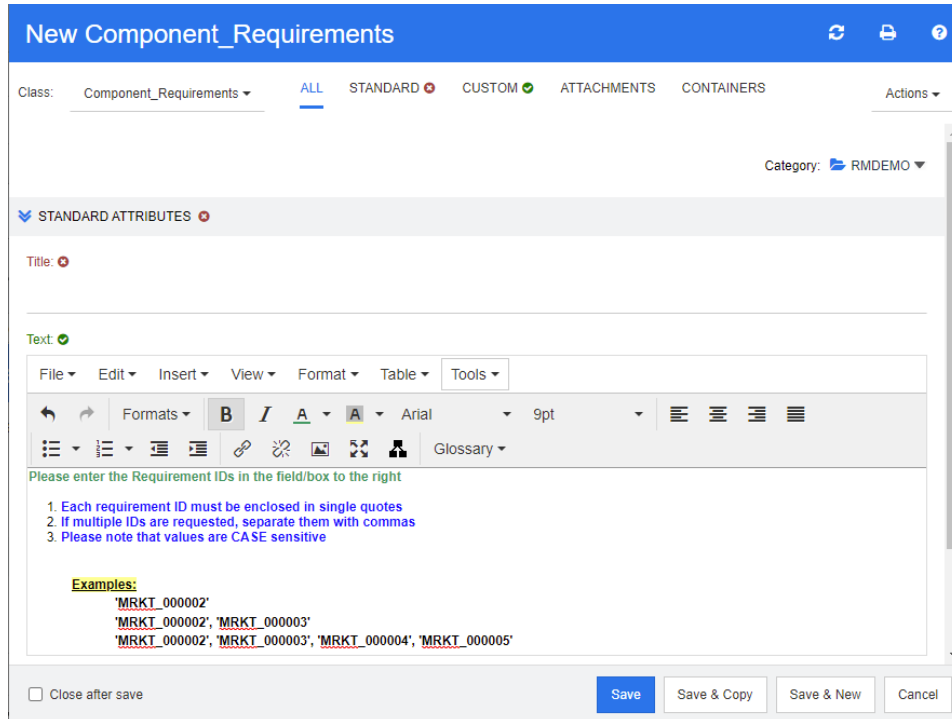 New Component_Requirements
Class: Component_Requirements ALL STANDARD CUSTOM ATTACHMENTS CONTAINERS Actions
Category: RMDEMO
STANDARD ATTRIBUTES
Title:
Text:
File Edit Insert View Format Table Tools
Formats B I A A Arial 9pt
Glossary
Please enter the Requirement IDs in the field/box to the right
1. Each requirement ID must be enclosed in single quotes
2. If multiple IDs are requested, separate them with commas
3. Please note that values are CASE sensitive
Examples:
'MRKT_000002'
'MRKT_000002', 'MRKT_000003'
'MRKT_000002', 'MRKT_000003', 'MRKT_000004', 'MRKT_000005'
Close after save Save Save & Copy Save & New Cancel